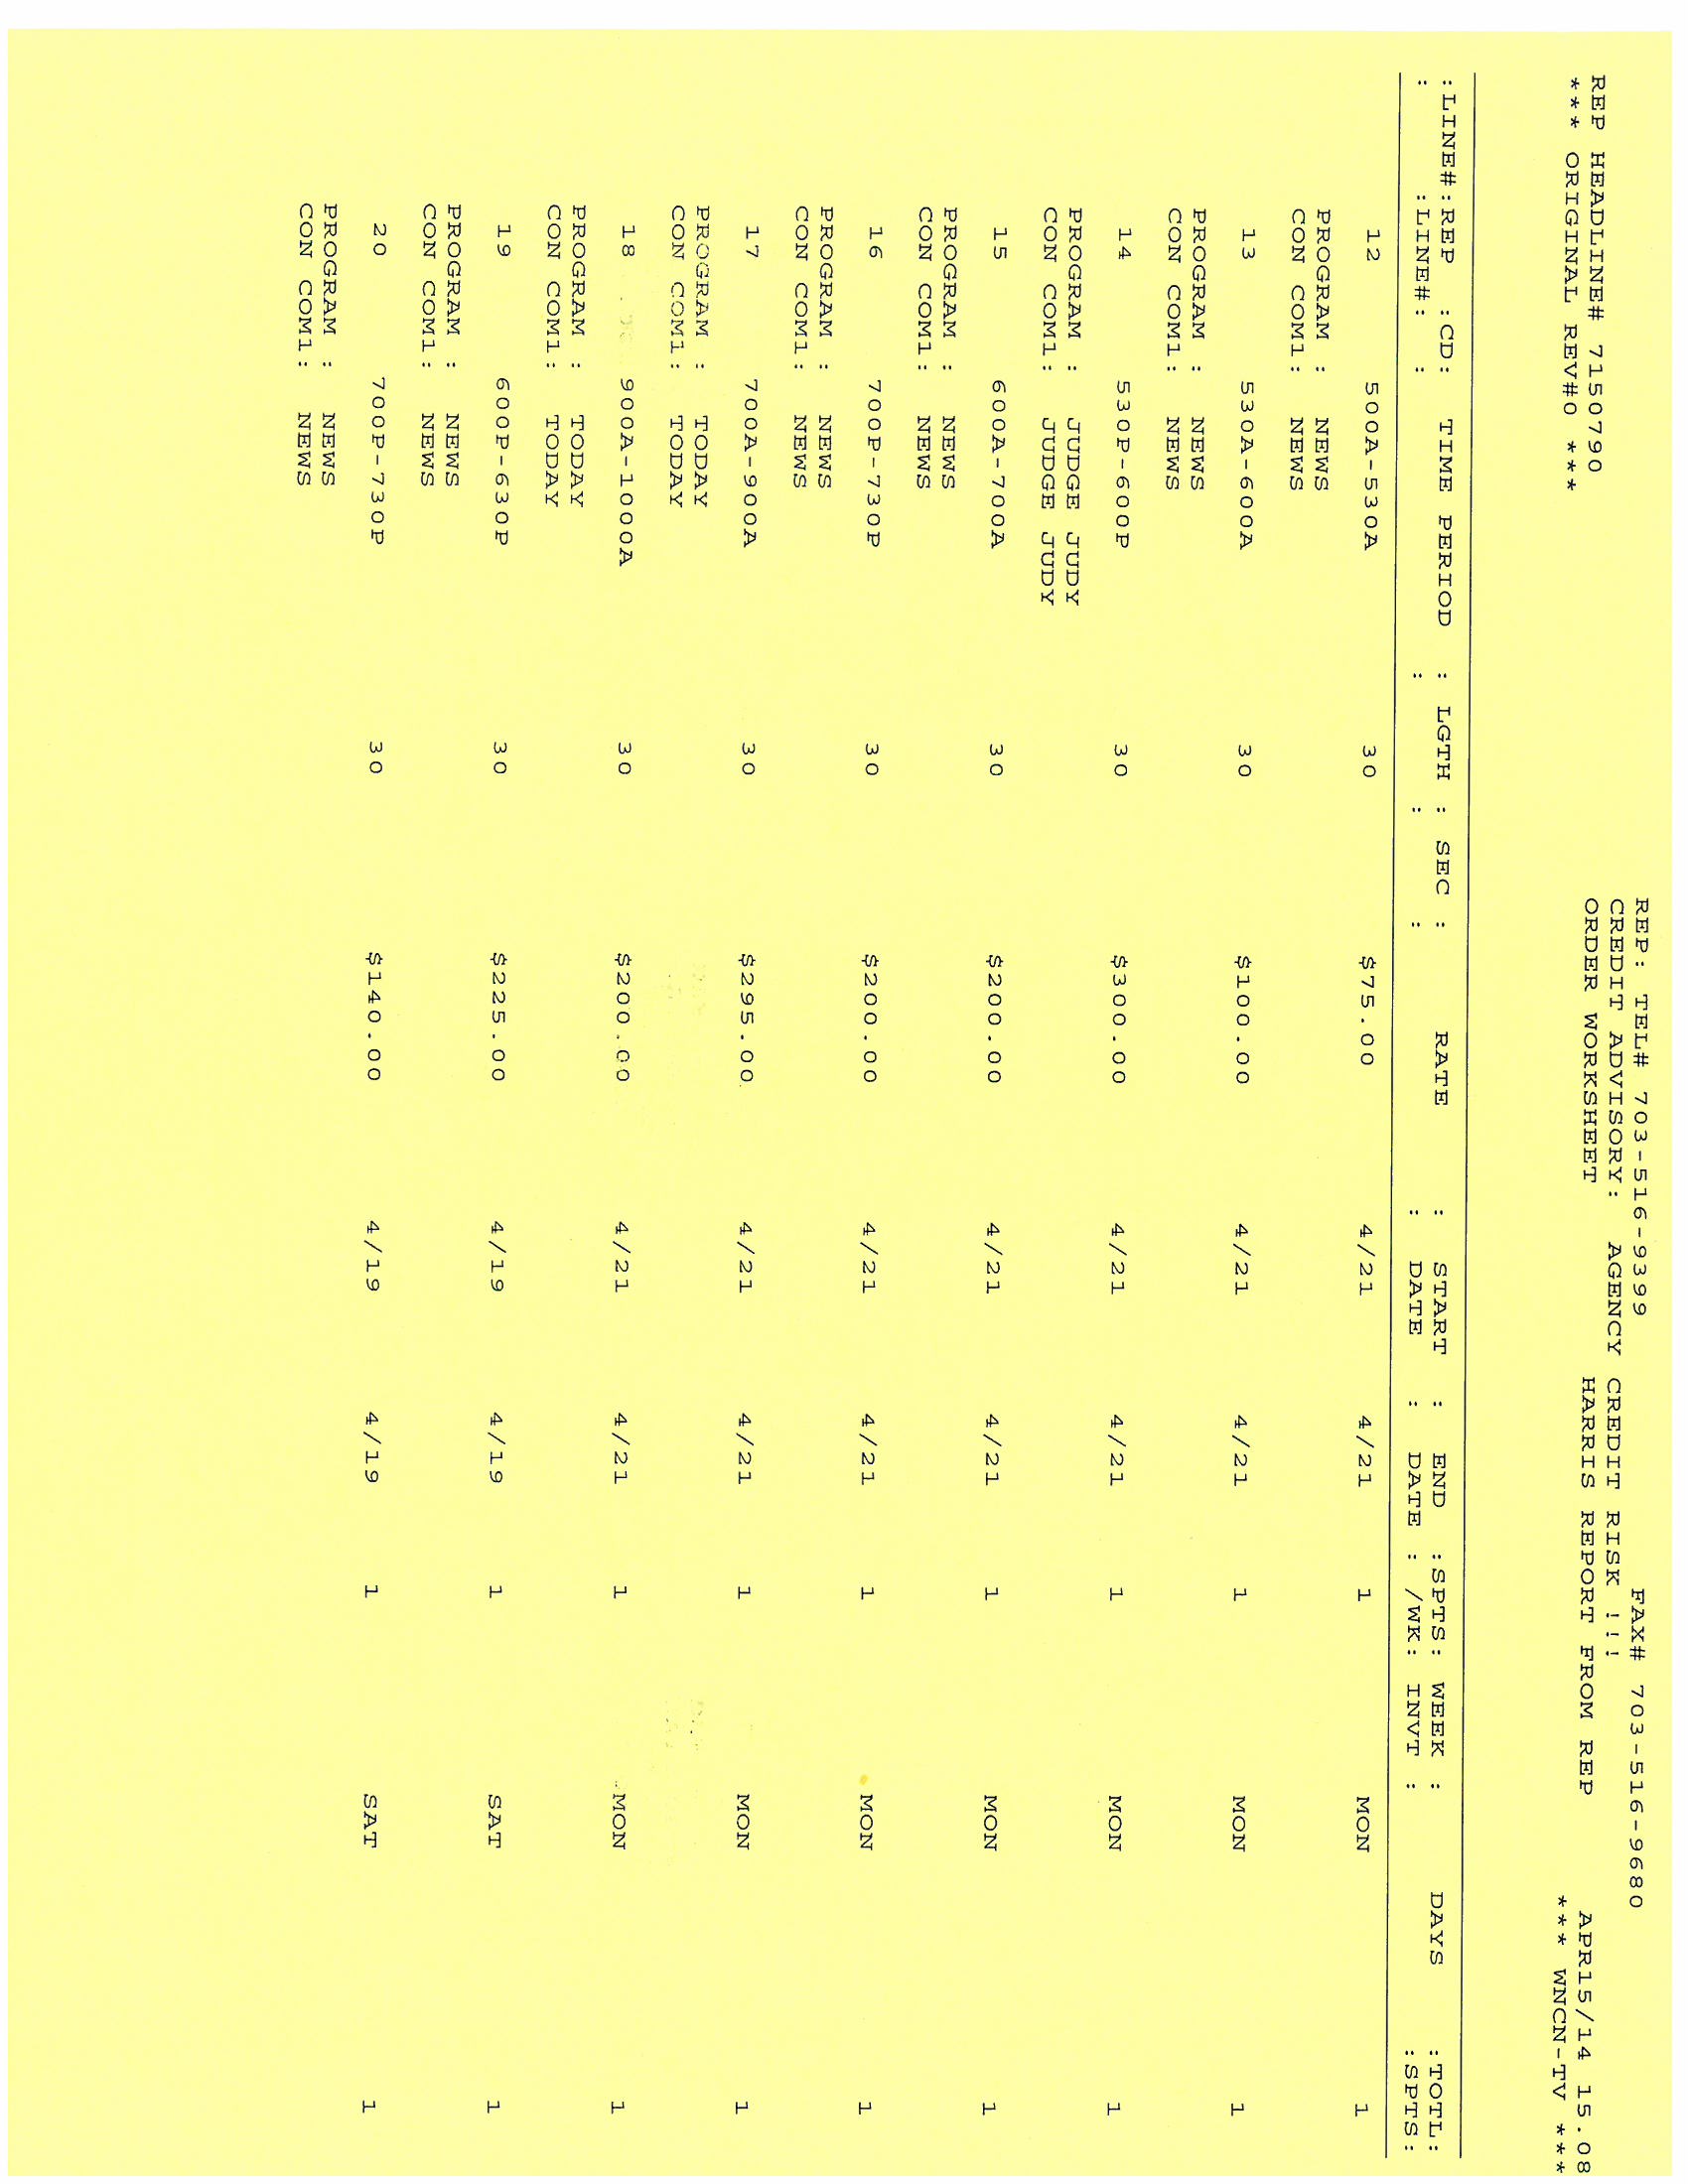 REP: TEL# 703-516-9399 FAX# 703-516-9680
CREDIT ADVISORY: AGENCY CREDIT RISK !!!
REP HEADLINE# 7150790 ORDER WORKSHEET HARRIS REPORT FROM REP APR15/14 15.08
*** ORIGINAL REV#0 *** *** WNCN-TV ***
:LINE#:REP :CD: TIME PERIOD : LGTH : SEC : RATE : START : END :SPTS: WEEK : DAYS :TOTL:
: :LINE#: : : : : DATE : DATE : /WK: INVT : :SPTS:
12 500A-530A 30 $75.00 4/21 4/21 1 MON 1
PROGRAM : NEWS
CON COM1: NEWS
13 530A-600A 30 $100.00 4/21 4/21 1 MON 1
PROGRAM : NEWS
CON COM1: NEWS
14 530P-600P 30 $300.00 4/21 4/21 1 MON 1
PROGRAM : JUDGE JUDY
CON COM1: JUDGE JUDY
15 600A-700A 30 $200.00 4/21 4/21 1 MON 1
PROGRAM : NEWS
CON COM1: NEWS
16 700P-730P 30 $200.00 4/21 4/21 1 MON 1
PROGRAM : NEWS
CON COM1: NEWS
17 700A-900A 30 $295.00 4/21 4/21 1 MON 1
PROGRAM : TODAY
CON COM1: TODAY
18 900A-1000A 30 $200.00 4/21 4/21 1 MON 1
PROGRAM : TODAY
CON COM1: TODAY
19 600P-630P 30 $225.00 4/19 4/19 1 SAT 1
PROGRAM : NEWS
CON COM1: NEWS
20 700P-730P 30 $140.00 4/19 4/19 1 SAT 1
PROGRAM : NEWS
CON COM1: NEWS